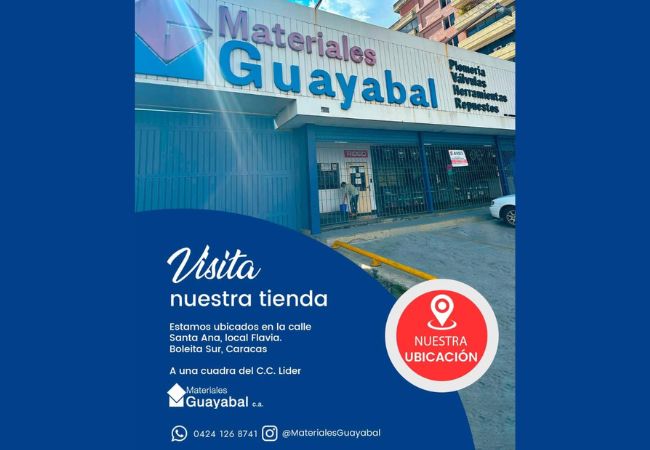 Materiales
Guayabal
Plomería
Válvulas
Herramientas
Repuestos
Visita
nuestra tienda
Estamos ubicados en la calle
Santa Ana, local Flavia.
Boleita Sur, Caracas
A una cuadra del C.C. Lider
NUESTRA
UBICACIÓN
Materiales
Guayabal c.a.
0424 126 8741 @MaterialesGuayabal